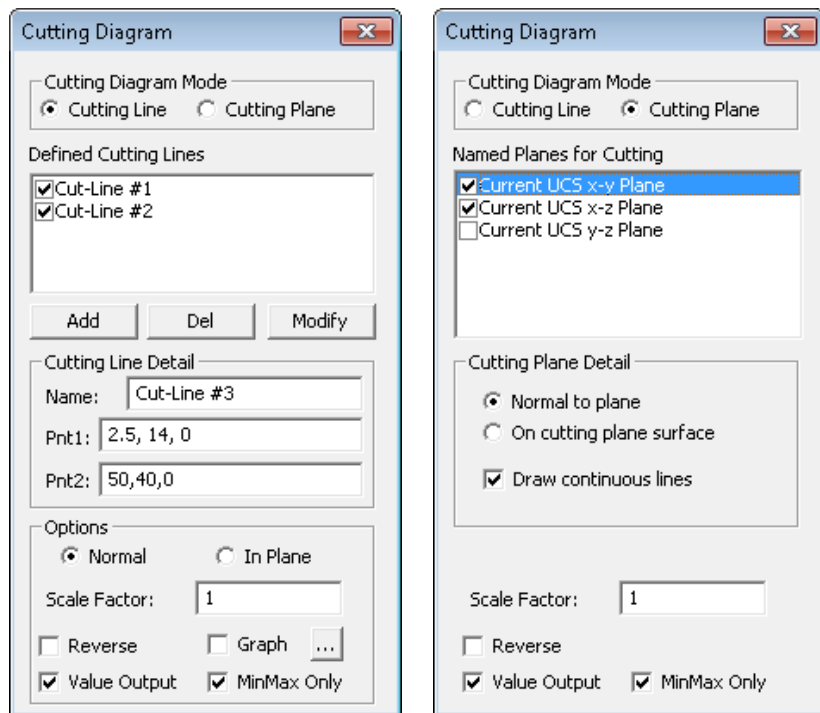 Cutting Diagram
Cutting Diagram Mode
Cutting Line Cutting Plane
Defined Cutting Lines
Cut-Line #1
Cut-Line #2
Add Del Modify
Cutting Line Detail
Name: Cut-Line #3
Pnt1: 2.5, 14, 0
Pnt2: 50,40,0
Options
Normal In Plane
Scale Factor: 1
Reverse Graph ...
Value Output MinMax Only
Cutting Diagram
Cutting Diagram Mode
Cutting Line Cutting Plane
Named Planes for Cutting
Current UCS x-y Plane
Current UCS x-z Plane
Current UCS y-z Plane
Cutting Plane Detail
Normal to plane
On cutting plane surface
Draw continuous lines
Scale Factor: 1
Reverse
Value Output MinMax Only